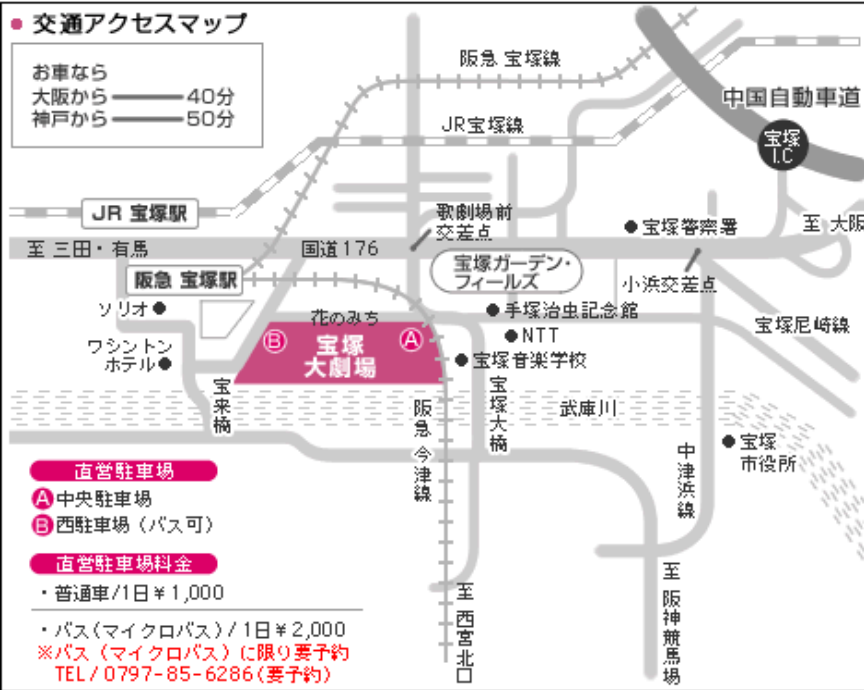 ● 交通アクセスマップ
お車なら
大阪から────40分
神戸から────50分
阪急 宝塚線
JR宝塚線
中国自動車道
宝塚
I.C
JR 宝塚駅
歌劇場前
交差点
●宝塚警察署
至 大阪
至 三田・有馬
国道176
宝塚ガーデン・
フィールズ
小浜交差点
阪急 宝塚駅
ソリオ●
花のみち
●手塚治虫記念館
宝塚尼崎線
●NTT
ワシントン
ホテル●
B
宝塚
大劇場
A
●宝塚音楽学校
宝来橋
阪急 今津線
宝塚大橋
武庫川
中津浜線
●宝塚
市役所
直営駐車場
A中央駐車場
B西駐車場（バス可）
直営駐車場料金
・普通車/1日¥1,000
・バス(マイクロバス)/1日¥2,000
※バス（マイクロバス）に限り要予約
TEL/0797-85-6286(要予約)
至 西宮北口
至 阪神競馬場